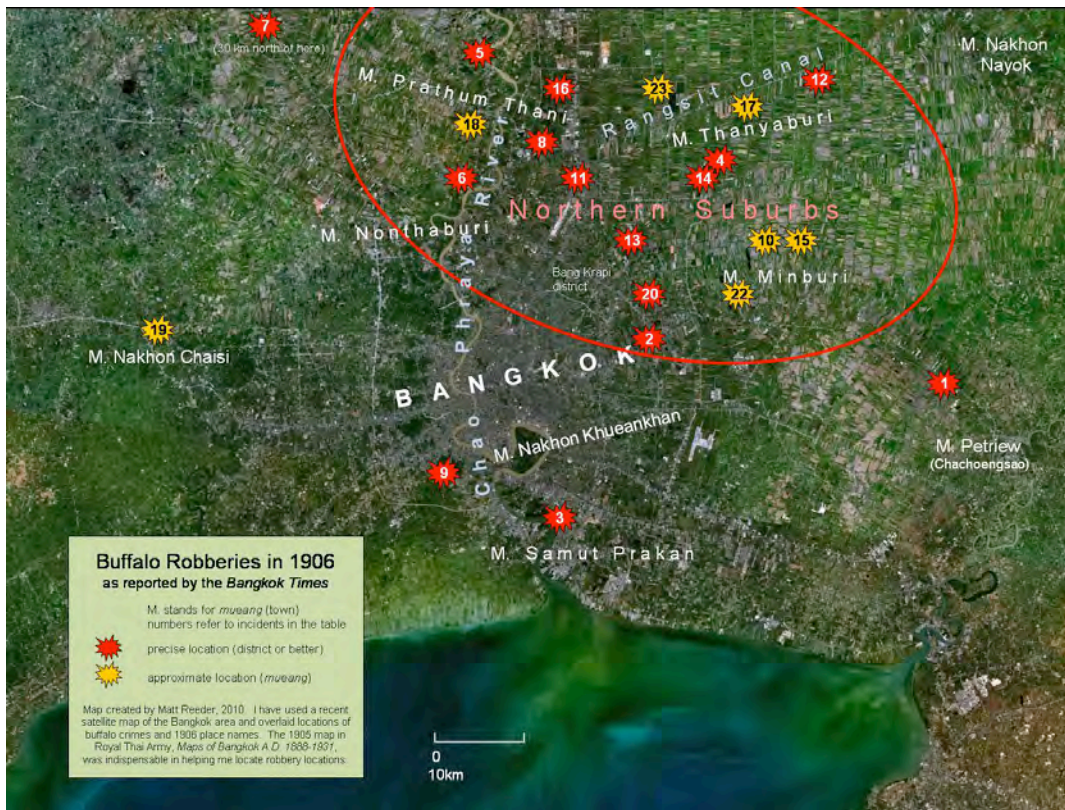 7
(30 km north of here)
5
M. Nakhon
Nayok
M. Prathum Thani
16
23
Rangsit Canal
12
17
18
M. Thanyaburi
8
4
6
11
14
Northern Suburbs
M. Nonthaburi
13
10
15
Bang Krapi
district
M. Minburi
20
22
19
M. Nakhon Chaisi
2
Chao Phraya River
BANGKOK
1
M. Nakhon Khueankhan
M. Petriew
(Chachoengsao)
9
3
M. Samut Prakan
Buffalo Robberies in 1906
as reported by the Bangkok Times
M. stands for mueang (town)
numbers refer to incidents in the table
precise location (district or better)
approximate location (mueang)
Map created by Matt Reeder, 2010. I have used a recent
satellite map of the Bangkok area and overlaid locations of
buffalo crimes and 1906 place names. The 1905 map in
Royal Thai Army, Maps of Bangkok A.D. 1888-1931,
was indispensable in helping me locate robbery locations.
0
10km